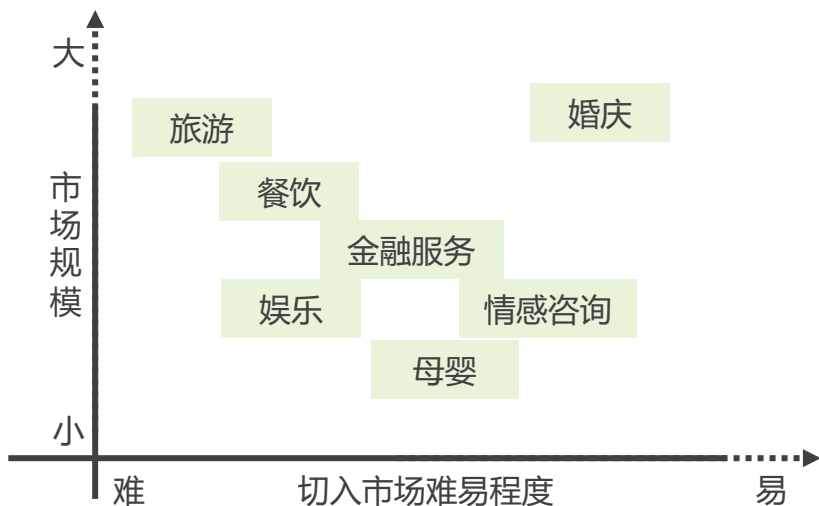 大
婚庆
旅游
市场规模
餐饮
金融服务
娱乐
情感咨询
母婴
小
难
切入市场难易程度
易